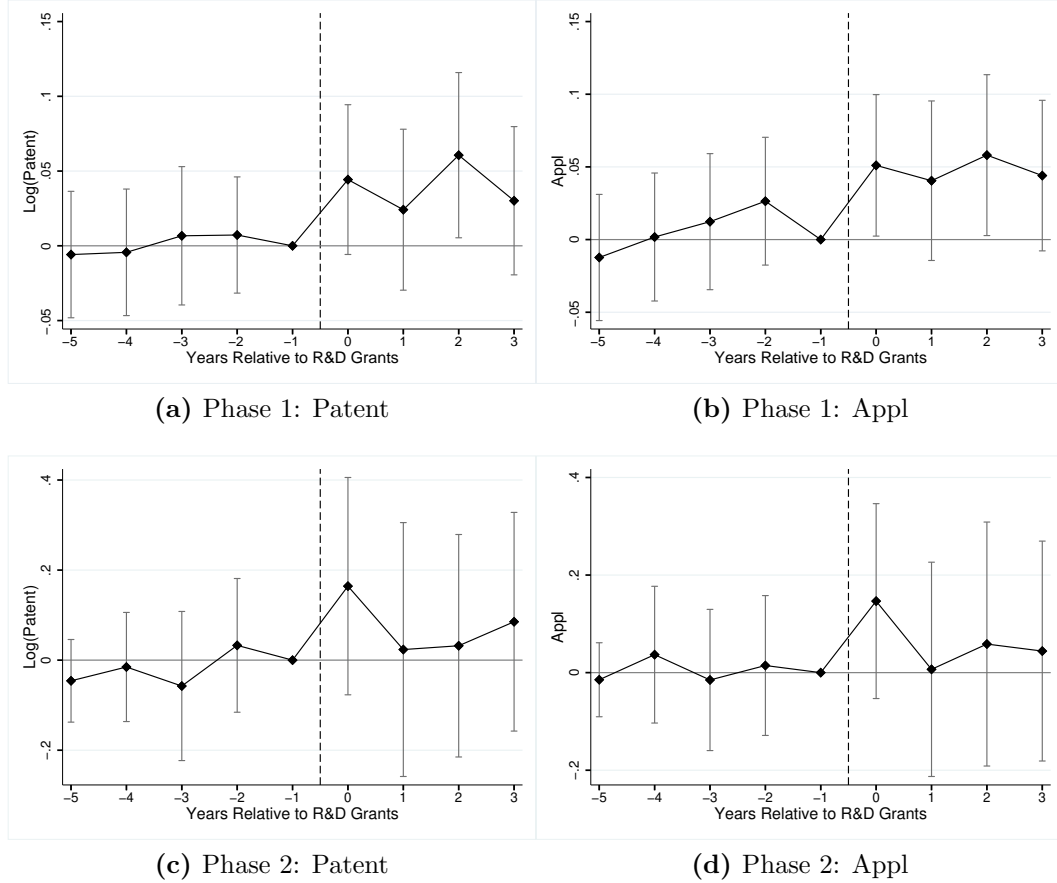 .15
.1
.05
0
-.05
Log(Patent)
-5 -4 -3 -2 -1 0 1 2 3
Years Relative to R&D Grants
(a) Phase 1: Patent
.15
.1
.05
0
-.05
Appl
-5 -4 -3 -2 -1 0 1 2 3
Years Relative to R&D Grants
(b) Phase 1: Appl
.4
.2
0
-.2
Log(Patent)
-5 -4 -3 -2 -1 0 1 2 3
Years Relative to R&D Grants
(c) Phase 2: Patent
.4
.2
0
-.2
Appl
-5 -4 -3 -2 -1 0 1 2 3
Years Relative to R&D Grants
(d) Phase 2: Appl